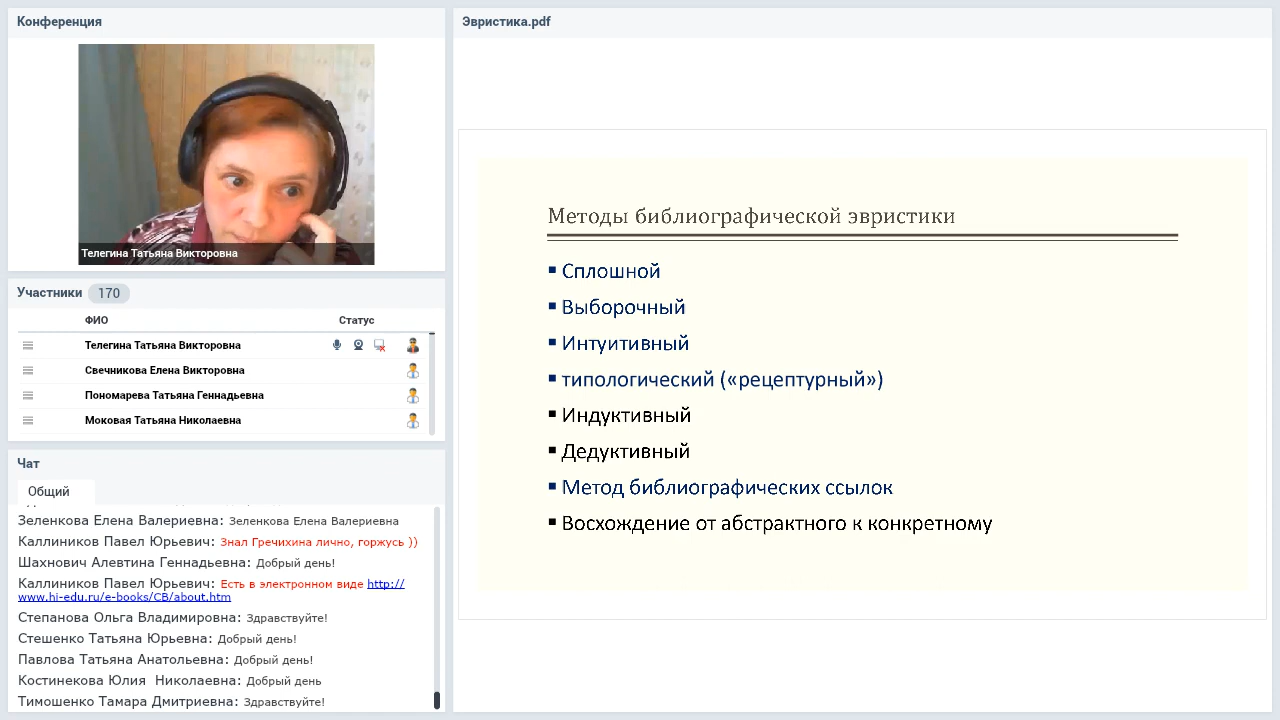 Конференция
Телегина Татьяна Викторовна
Участники 170
ФИО Статус
Телегина Татьяна Викторовна
Свечникова Елена Викторовна
Пономарева Татьяна Геннадьевна
Моковая Татьяна Николаевна
Чат
Общий
Зеленкова Елена Валериевна: Зеленкова Елена Валериевна
Каллиников Павел Юрьевич: Знал Гречихина лично, горжусь ))
Шахнович Алевтина Геннадьевна: Добрый день!
Каллиников Павел Юрьевич: Есть в электронном виде http://
www.hi-edu.ru/e-books/CB/about.htm
Степанова Ольга Владимировна: Здравствуйте!
Стешенко Татьяна Юрьевна: Добрый день!
Павлова Татьяна Анатольевна: Добрый день!
Костинекова Юлия Николаевна: Добрый день
Тимошенко Тамара Дмитриевна: Здравствуйте!
Эвристика.pdf
Методы библиографической эвристики
▪ Сплошной
▪ Выборочный
▪ Интуитивный
▪ типологический («рецептурный»)
▪ Индуктивный
▪ Дедуктивный
▪ Метод библиографических ссылок
▪ Восхождение от абстрактного к конкретному